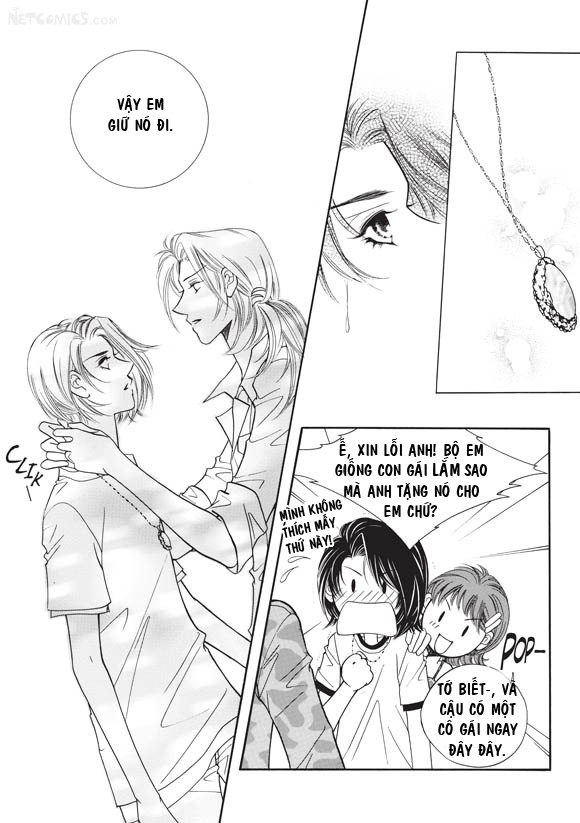 NETCOMICS.COM
VẬY EM
GIỮ NÓ ĐI.
CLIK
Ế, XIN LỖI ANH! BỘ EM
GIỐNG CON GÁI LẮM SAO
MÀ ANH TẶNG NÓ CHO
EM CHỨ?
MÌNH KHÔNG
THÍCH MẤY
THỨ NÀY!
POP-
TỚ BIẾT-, VÀ
CẬU CÓ MỘT
CÔ GÁI NGAY
ĐÂY ĐÂY.